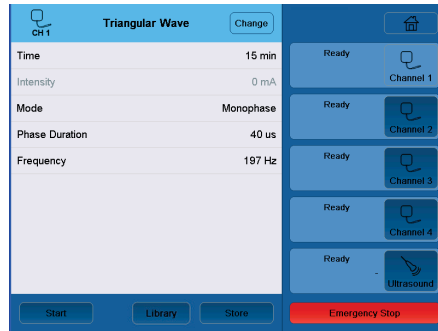 CH 1
Triangular Wave
Change
Time 15 min
Intensity 0 mA
Mode Monophase
Phase Duration 40 us
Frequency 197 Hz
Start
Library
Store
Ready
Channel 1
Ready
Channel 2
Ready
Channel 3
Ready
Channel 4
Ready
-
Ultrasound
Emergency Stop